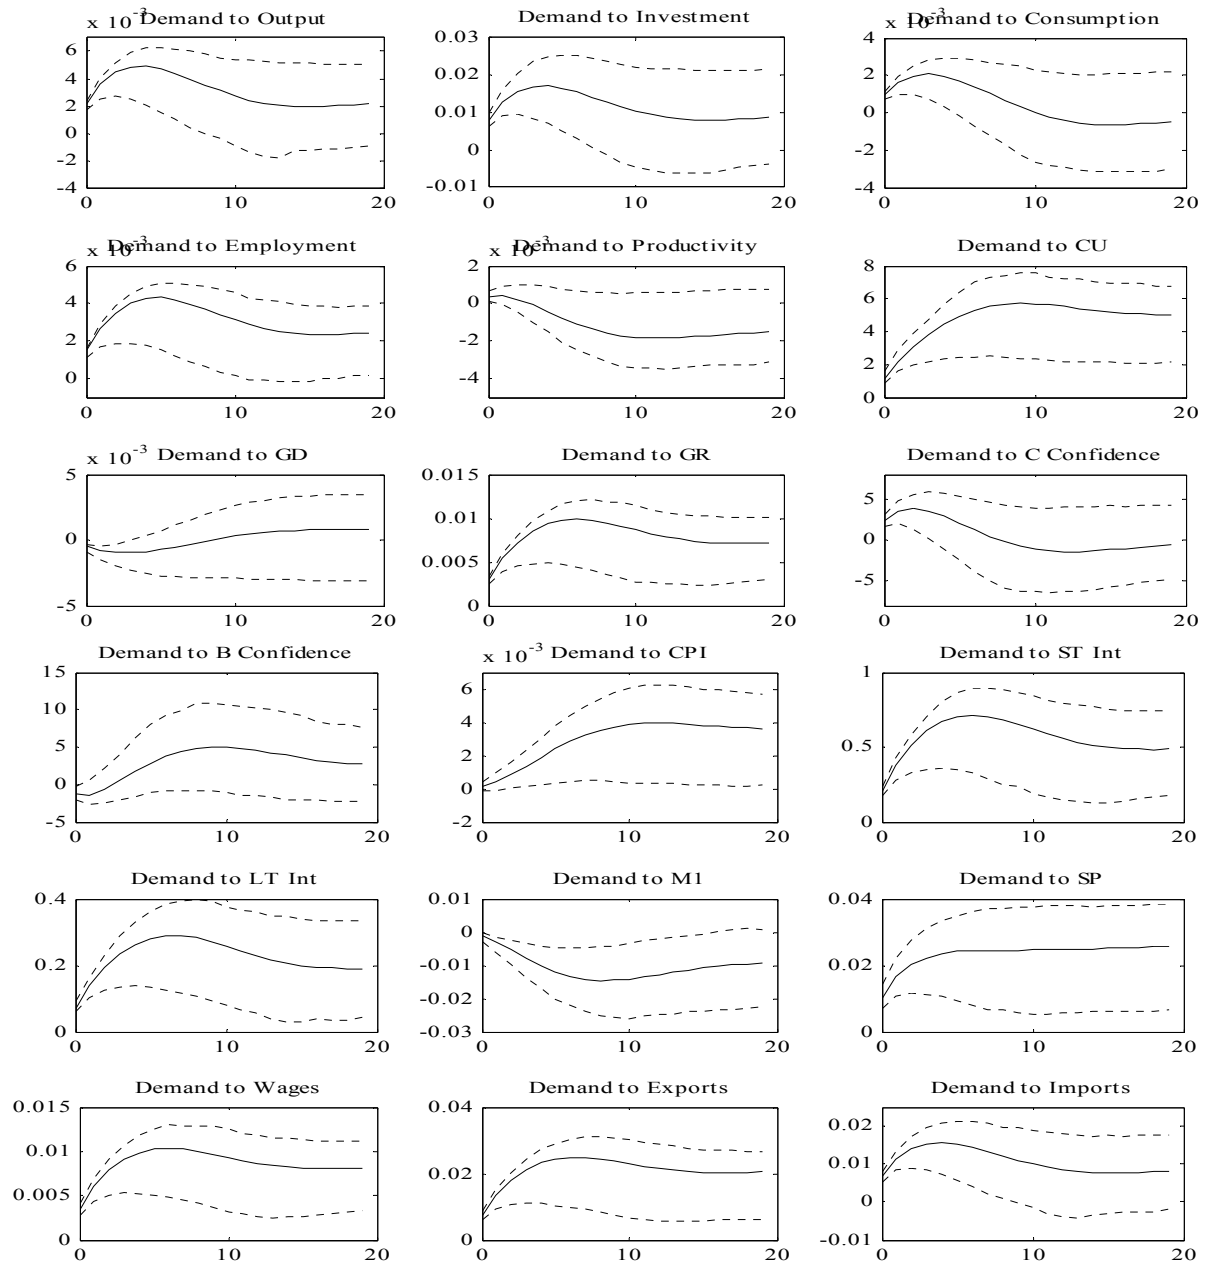 x 10-3 Demand to Output
6
4
2
0
-2
-4
0 10 20
Demand to Investment
0.03
0.02
0.01
0
-0.01
0 10 20
x 10-3 Demand to Consumption
4
2
0
-2
-4
0 10 20
x 10-3 Demand to Employment
6
4
2
0
0 10 20
x 10-3 Demand to Productivity
2
0
-2
-4
0 10 20
Demand to CU
8
6
4
2
0
0 10 20
x 10-3 Demand to GD
5
0
-5
0 10 20
Demand to GR
0.015
0.01
0.005
0
0 10 20
Demand to C Confidence
5
0
-5
0 10 20
Demand to B Confidence
15
10
5
0
-5
0 10 20
x 10-3 Demand to CPI
6
4
2
0
-2
0 10 20
Demand to ST Int
1
0.5
0
0 10 20
Demand to LT Int
0.4
0.2
0
0 10 20
Demand to M1
0.01
0
-0.01
-0.02
-0.03
0 10 20
Demand to SP
0.04
0.02
0
0 10 20
Demand to Wages
0.015
0.01
0.005
0
0 10 20
Demand to Exports
0.04
0.02
0
0 10 20
Demand to Imports
0.02
0.01
0
-0.01
0 10 20